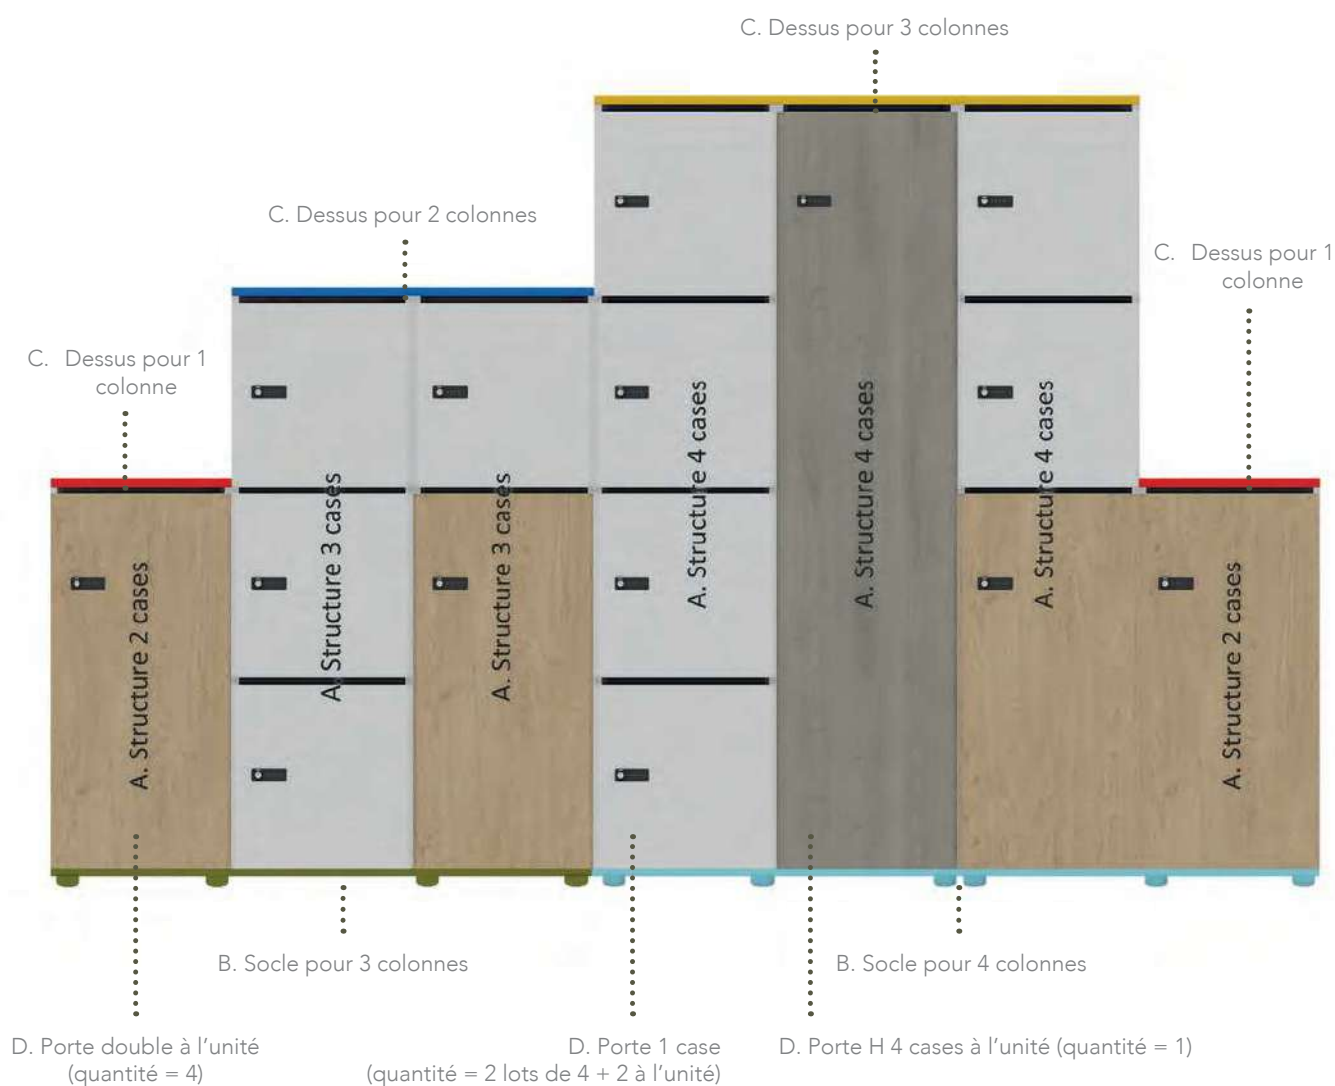 C. Dessus pour 3 colonnes
C. Dessus pour 2 colonnes
C. Dessus pour 1
colonne
C. Dessus pour 1
colonne
A. Structure 2 cases
A. Structure 3 cases
A. Structure 3 cases
A. Structure 4 cases
A. Structure 4 cases
A. Structure 4 cases
A. Structure 2 cases
B. Socle pour 3 colonnes
B. Socle pour 4 colonnes
D. Porte double à l’unité
(quantité = 4)
D. Porte 1 case
(quantité = 2 lots de 4 + 2 à l’unité)
D. Porte H 4 cases à l’unité (quantité = 1)